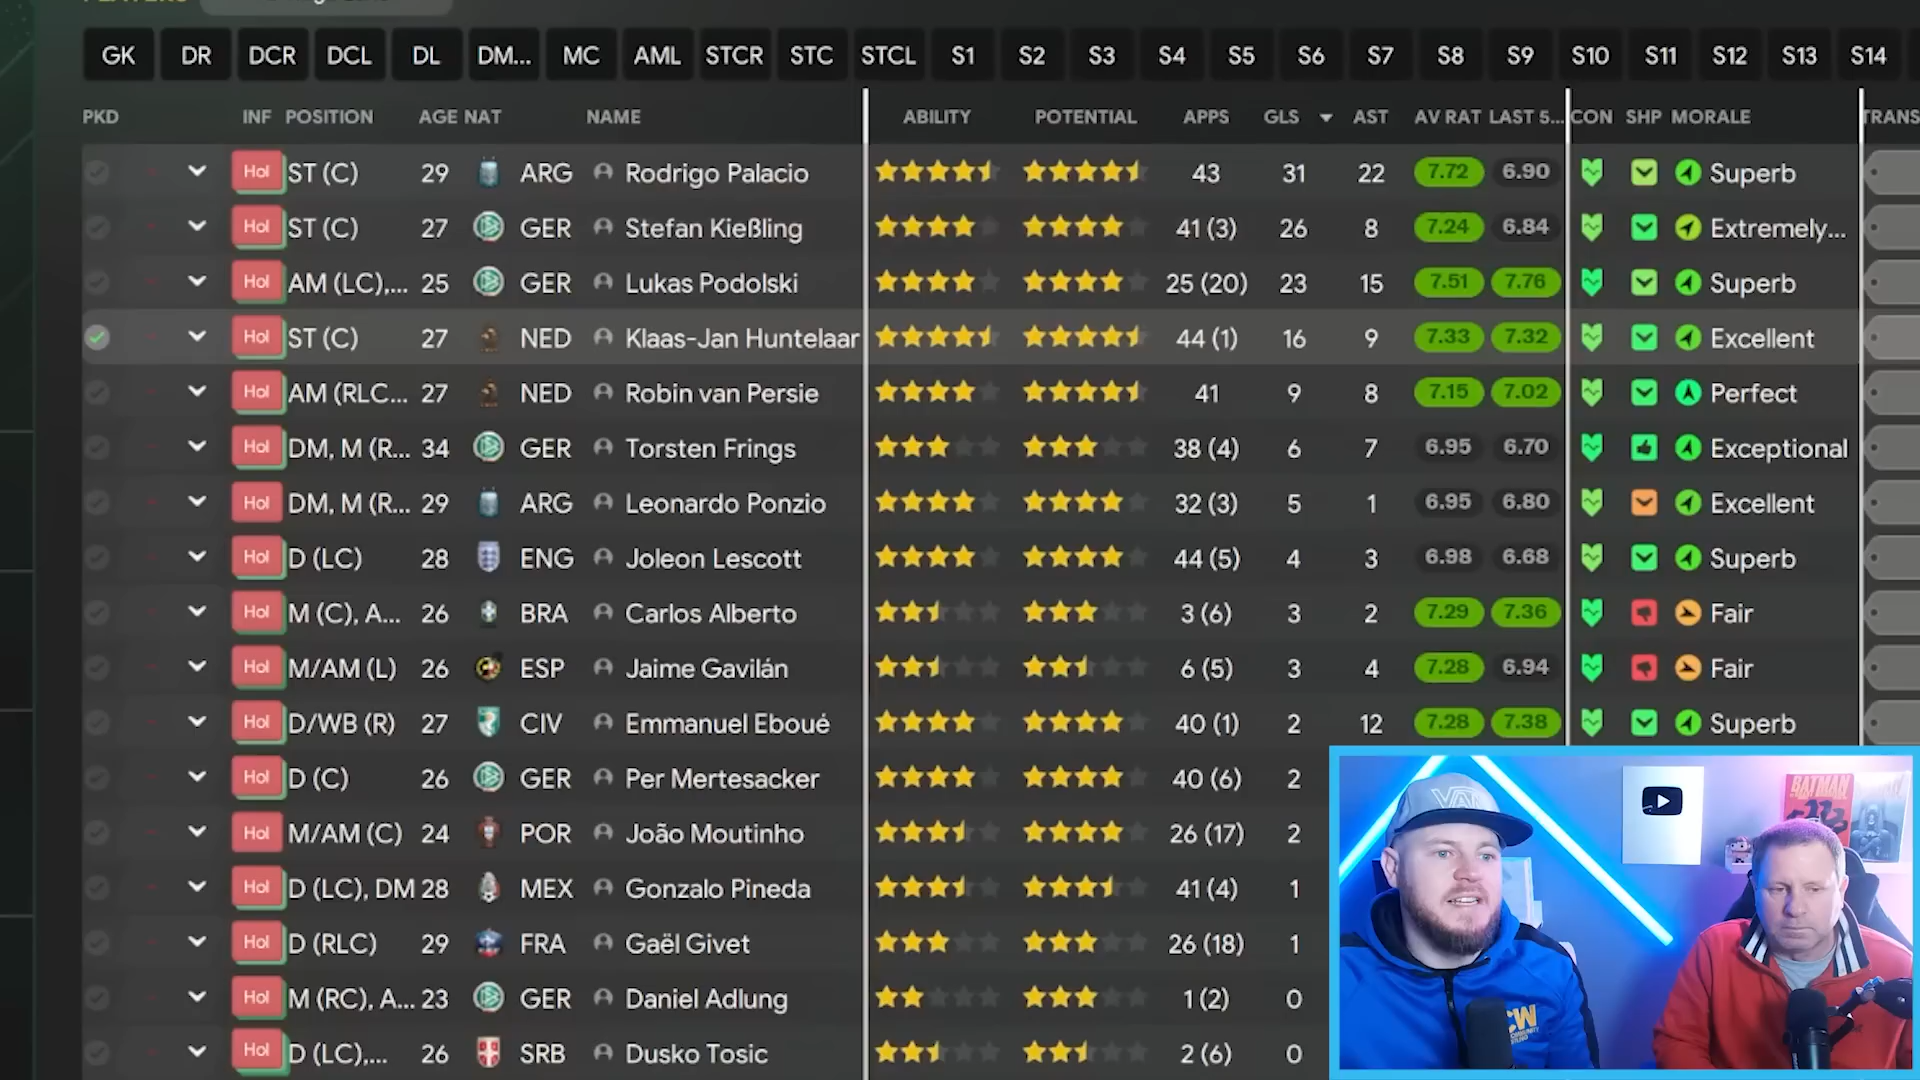 GK DR DCR DCL DL DM... MC AML STCR STC STCL S1 S2 S3 S4 S5 S6 S7 S8 S9 S10 S11 S12 S13 S14
PKD INF POSITION AGE NAT NAME ABILITY POTENTIAL APPS GLS AST AV RAT LAST 5... CON SHP MORALE TRANS
Hol ST (C) 29 ARG Rodrigo Palacio 43 31 22 7.72 6.90 Superb
Hol ST (C) 27 GER Stefan Kießling 41 (3) 26 8 7.24 6.84 Extremely...
Hol AM (LC),... 25 GER Lukas Podolski 25 (20) 23 15 7.51 7.76 Superb
Hol ST (C) 27 NED Klaas-Jan Huntelaar 44 (1) 16 9 7.33 7.32 Excellent
Hol AM (RLC... 27 NED Robin van Persie 41 9 8 7.15 7.02 Perfect
Hol DM, M (R... 34 GER Torsten Frings 38 (4) 6 7 6.95 6.70 Exceptional
Hol DM, M (R... 29 ARG Leonardo Ponzio 32 (3) 5 1 6.95 6.80 Excellent
Hol D (LC) 28 ENG Joleon Lescott 44 (5) 4 3 6.98 6.68 Superb
Hol M (C), A... 26 BRA Carlos Alberto 3 (6) 3 2 7.29 7.36 Fair
Hol M/AM (L) 26 ESP Jaime Gavilán 6 (5) 3 4 7.28 6.94 Fair
Hol D/WB (R) 27 CIV Emmanuel Eboué 40 (1) 2 12 7.28 7.38 Superb
Hol D (C) 26 GER Per Mertesacker 40 (6) 2
Hol M/AM (C) 24 POR João Moutinho 26 (17) 2
Hol D (LC), DM 28 MEX Gonzalo Pineda 41 (4) 1
Hol D (RLC) 29 FRA Gaël Givet 26 (18) 1
Hol M (RC), A... 23 GER Daniel Adlung 1 (2) 0
Hol D (LC),... 26 SRB Dusko Tosic 2 (6) 0
BATMAN